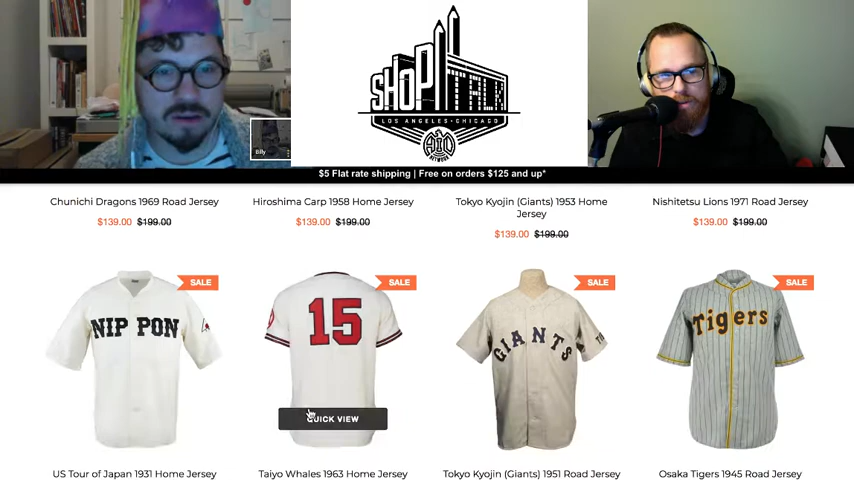 SHOP TALK
LOS ANGELES • CHICAGO
AIO
NETWORK
Billy
$5 Flat rate shipping | Free on orders $125 and up*
Chunichi Dragons 1969 Road Jersey
$139.00 $199.00
Hiroshima Carp 1958 Home Jersey
$139.00 $199.00
Tokyo Kyojin (Giants) 1953 Home
Jersey
$139.00 $199.00
Nishitetsu Lions 1971 Road Jersey
$139.00 $199.00
SALE
SALE
SALE
SALE
NIP PON
15
QUICK VIEW
GIANTS
Tigers
US Tour of Japan 1931 Home Jersey
Taiyo Whales 1963 Home Jersey
Tokyo Kyojin (Giants) 1951 Road Jersey
Osaka Tigers 1945 Road Jersey